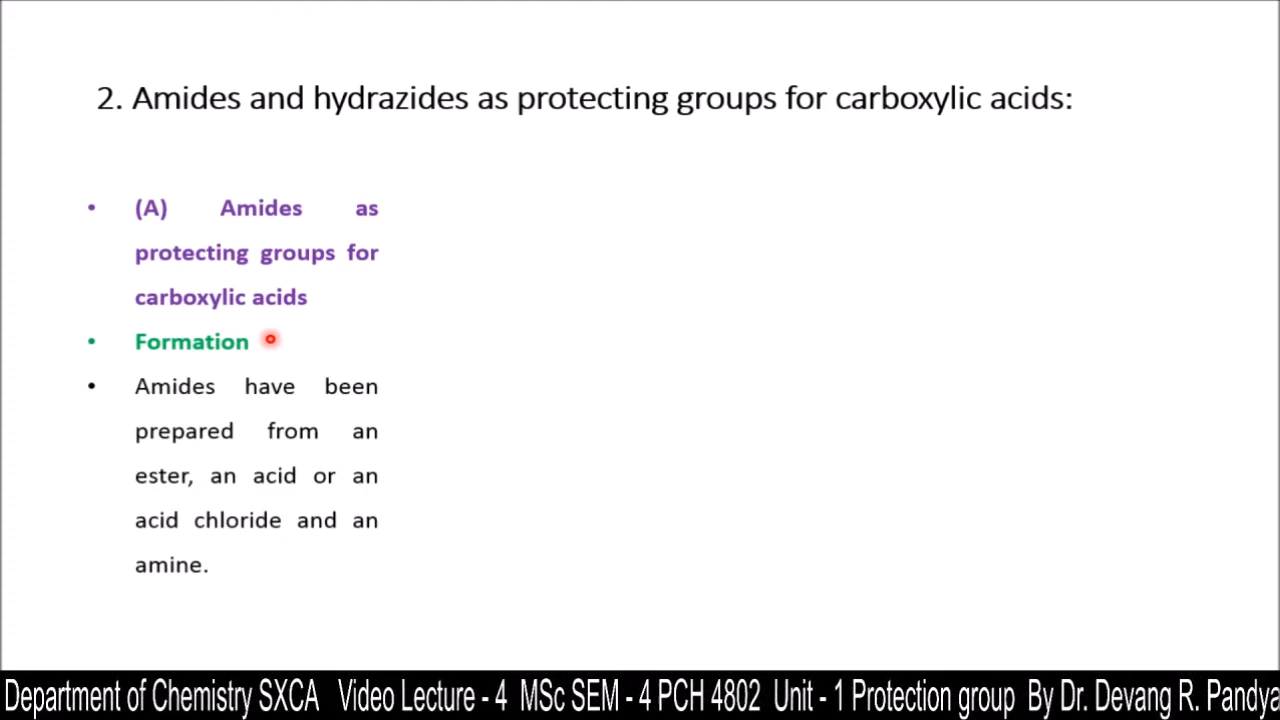 2. Amides and hydrazides as protecting groups for carboxylic acids:
• (A) Amides as
protecting groups for
carboxylic acids
• Formation
• Amides have been
prepared from an
ester, an acid or an
acid chloride and an
amine.
Department of Chemistry SXCA Video Lecture - 4 MSc SEM - 4 PCH 4802 Unit - 1 Protection group By Dr. Devang R. Pandya